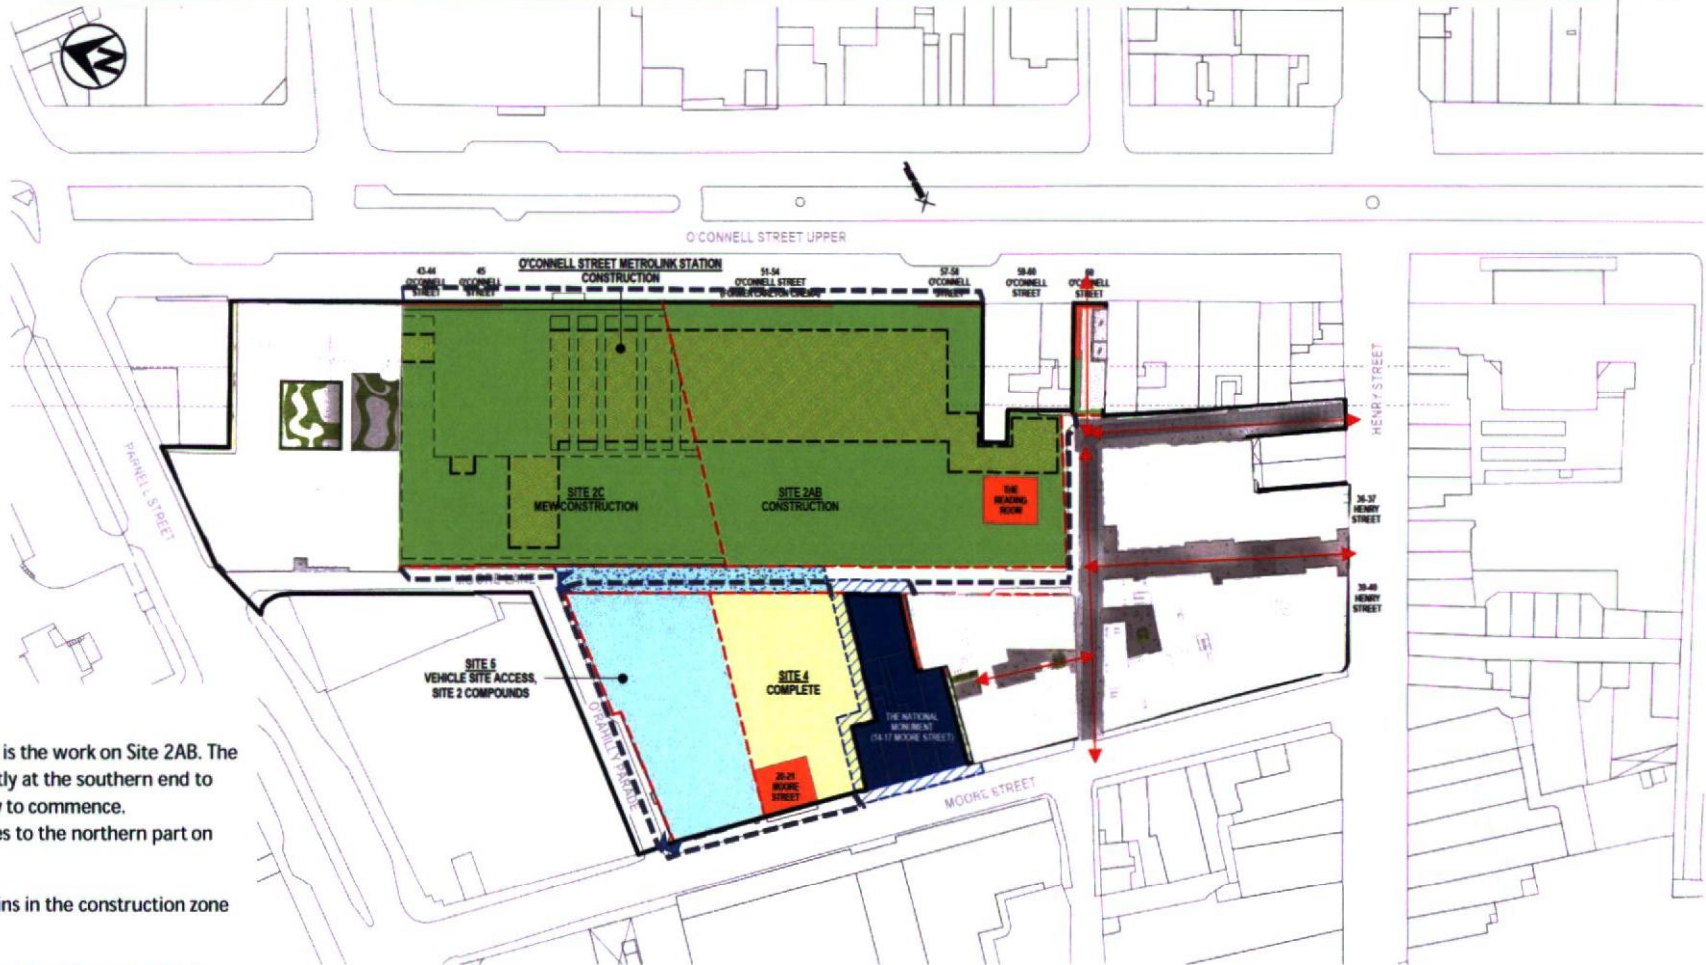 O'CONNELL STREET UPPER
O'CONNELL STREET METROLINK STATION
CONSTRUCTION
43-44
O'CONNELL
STREET
45
O'CONNELL
STREET
51-54
O'CONNELL STREET
57-58
O'CONNELL
STREET
59-60
O'CONNELL
STREET
60
O'CONNELL
STREET
HENRY STREET
PARNELL STREET
SITE 2C
MEW CONSTRUCTION
SITE 2AB
CONSTRUCTION
THE
READING
ROOM
36-37
HENRY
STREET
MOORE LANE
HENRY
STREET
SITE 5
VEHICLE SITE ACCESS,
SITE 2 COMPOUNDS
SITE 4
COMPLETE
THE NATIONAL
MONUMENT
(14-17 MOORE STREET)
O'RAHILLY PARADE
20-21
MOORE
STREET
MOORE STREET
is the work on Site 2AB. The
tly at the southern end to
y to commence.
es to the northern part on
ins in the construction zone